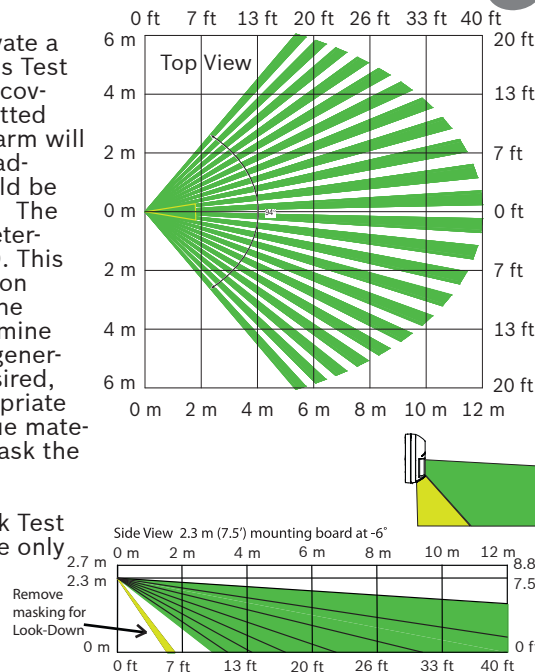 vate a
s Test
cov-
tted
arm will
ad-
ld be
The
eter-
). This
on
ne
mine
gener-
sired,
priate
ue mate-
ask the
k Test
e only
0 ft 7 ft 13 ft 20 ft 26 ft 33 ft 40 ft
Top View
6 m 20 ft
4 m 13 ft
2 m 7 ft
0 m 94° 0 ft
2 m 7 ft
4 m 13 ft
6 m 20 ft
0 m 2 m 4 m 6 m 8 m 10 m 12 m
Side View 2.3 m (7.5') mounting board at -6°
0 m 2 m 4 m 6 m 8 m 10 m 12 m
2.7 m 8.8
2.3 m 7.5
Remove
masking for
Look-Down
0 m 0 f
0 ft 7 ft 13 ft 20 ft 26 ft 33 ft 40 ft